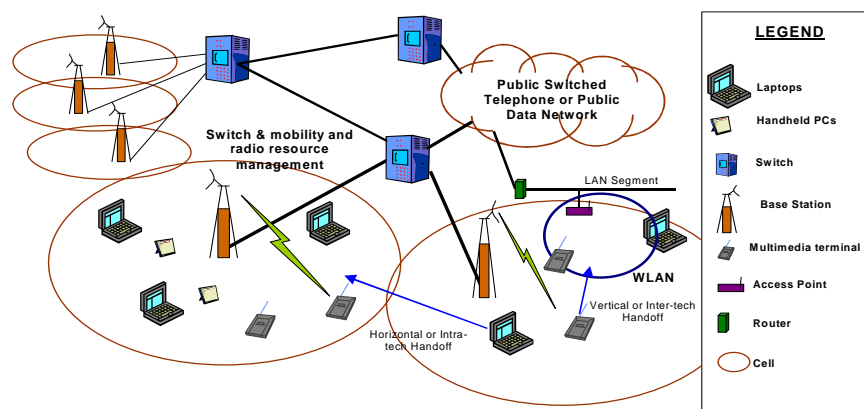 Public Switched
Telephone or Public
Data Network
Switch & mobility and
radio resource
management
LAN Segment
WLAN
Vertical or Inter-tech
Handoff
Horizontal or Intra-
tech Handoff
LEGEND
Laptops
Handheld PCs
Switch
Base Station
Multimedia terminal
Access Point
Router
Cell